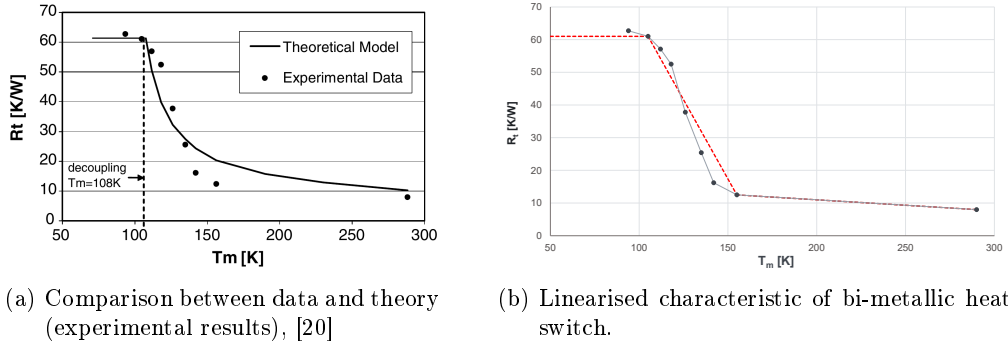 70
60
50
40
30
20
10
0
Rt [K/W]
Theoretical Model
Experimental Data
decoupling
Tm=108K
50 100 150 200 250 300
Tm [K]
70
60
50
40
30
20
10
0
Rt [K/W]
50 100 150 200 250 300
Tm [K]
(a) Comparison between data and theory
(experimental results), [20]
(b) Linearised characteristic of bi-metallic heat
switch.